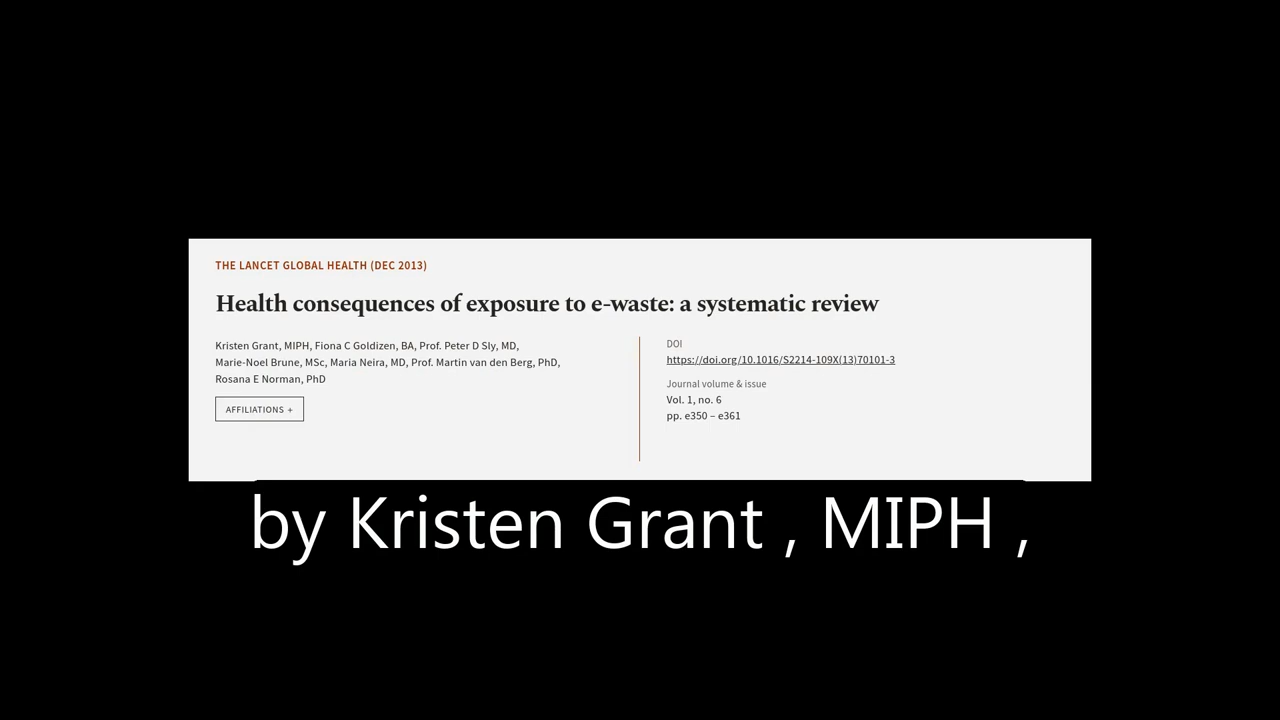 THE LANCET GLOBAL HEALTH (DEC 2013)
Health consequences of exposure to e-waste: a systematic review
Kristen Grant, MIPH, Fiona C Goldizen, BA, Prof. Peter D Sly, MD,
Marie-Noel Brune, MSc, Maria Neira, MD, Prof. Martin van den Berg, PhD,
Rosana E Norman, PhD
AFFILIATIONS +
DOI
https://doi.org/10.1016/S2214-109X(13)70101-3
Journal volume & issue
Vol. 1, no. 6
pp. e350 – e361
by Kristen Grant , MIPH ,